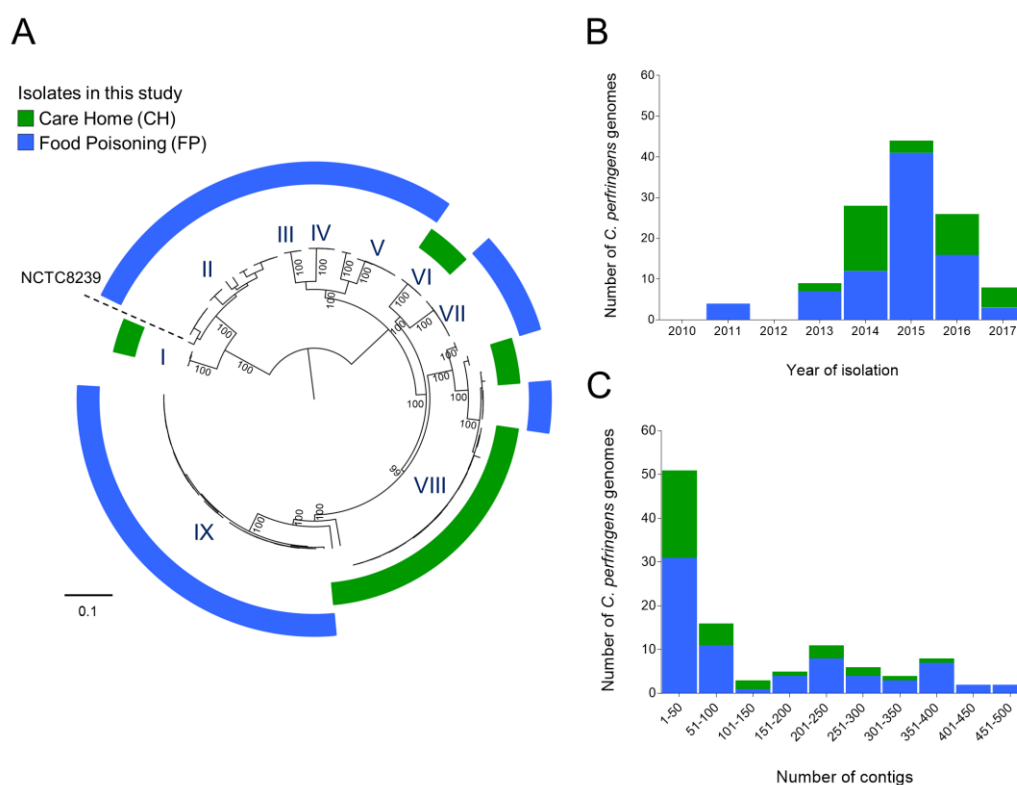 A
Isolates in this study
Care Home (CH)
Food Poisoning (FP)
NCTC8239
I
II
III
IV
V
VI
VII
VIII
IX
100
100
100
100
100
100
100
100
100
100
100
100
100
99
100
100
100
0.1
B
Number of C. perfringens genomes
60
50
40
30
20
10
0
2010 2011 2012 2013 2014 2015 2016 2017
Year of isolation
C
Number of C. perfringens genomes
60
50
40
30
20
10
0
1-50 51-100 101-150 151-200 201-250 251-300 301-350 351-400 401-450 451-500
Number of contigs